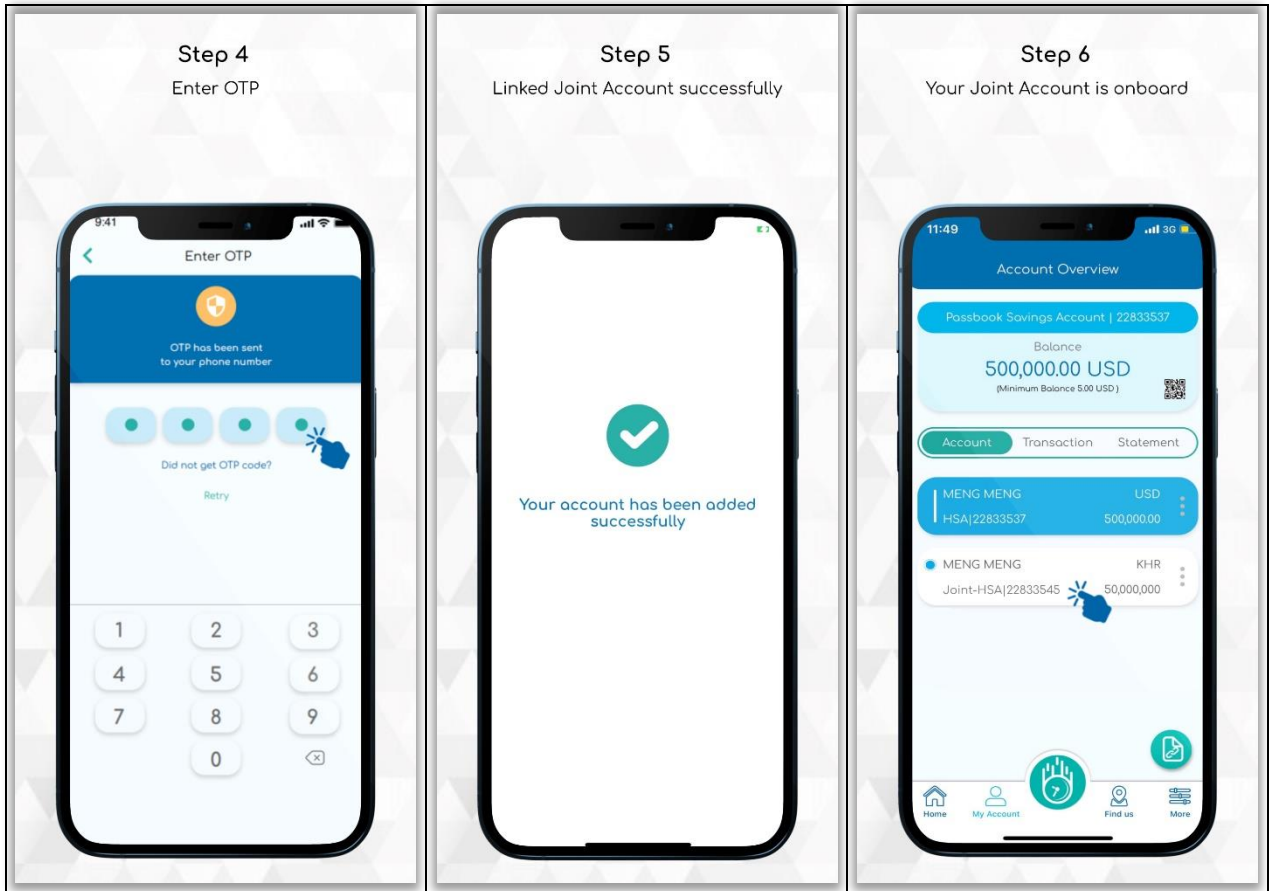 Step 4
Enter OTP
9:41
Enter OTP
OTP has been sent
to your phone number
Did not get OTP code?
Retry
1 2 3
4 5 6
7 8 9
0
Step 5
Linked Joint Account successfully
Your account has been added
successfully
Step 6
Your Joint Account is onboard
11:49 3G
Account Overview
Passbook Savings Account | 22833537
Balance
500,000.00 USD
(Minimum Balance 5.00 USD )
Account Transaction Statement
MENG MENG USD
HSA|22833537 500,000.00
MENG MENG KHR
Joint-HSA|22833545 50,000,000
Home My Account Find us More